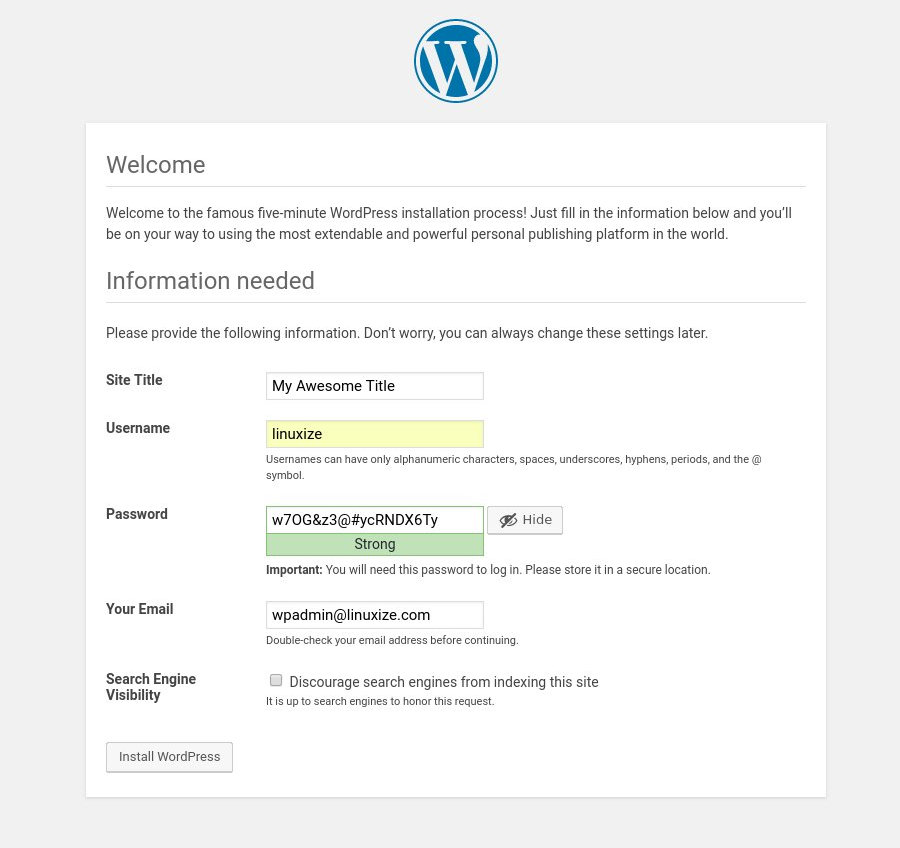 Welcome
Welcome to the famous five-minute WordPress installation process! Just fill in the information below and you’ll
be on your way to using the most extendable and powerful personal publishing platform in the world.
Information needed
Please provide the following information. Don’t worry, you can always change these settings later.
Site Title
My Awesome Title
Username
linuxize
Usernames can have only alphanumeric characters, spaces, underscores, hyphens, periods, and the @
symbol.
Password
w7OG&z3@#ycRNDX6Ty
Hide
Strong
Important: You will need this password to log in. Please store it in a secure location.
Your Email
wpadmin@linuxize.com
Double-check your email address before continuing.
Search Engine
Visibility
Discourage search engines from indexing this site
It is up to search engines to honor this request.
Install WordPress